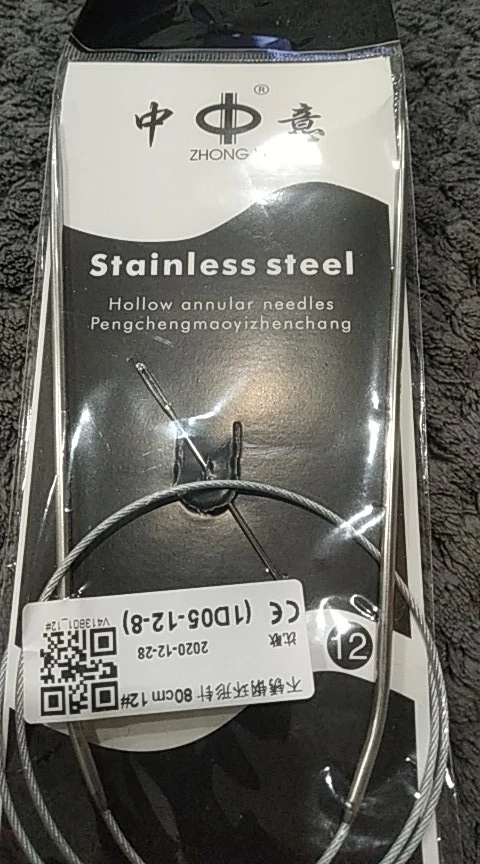 中 意
®
ZHONG
Stainless steel
Hollow annular needles
Pengchengmaoyizhenchang
12
不锈钢环形针 80cm 12#
2020-12-28
CE (1D05-12-8)
V413801_12#